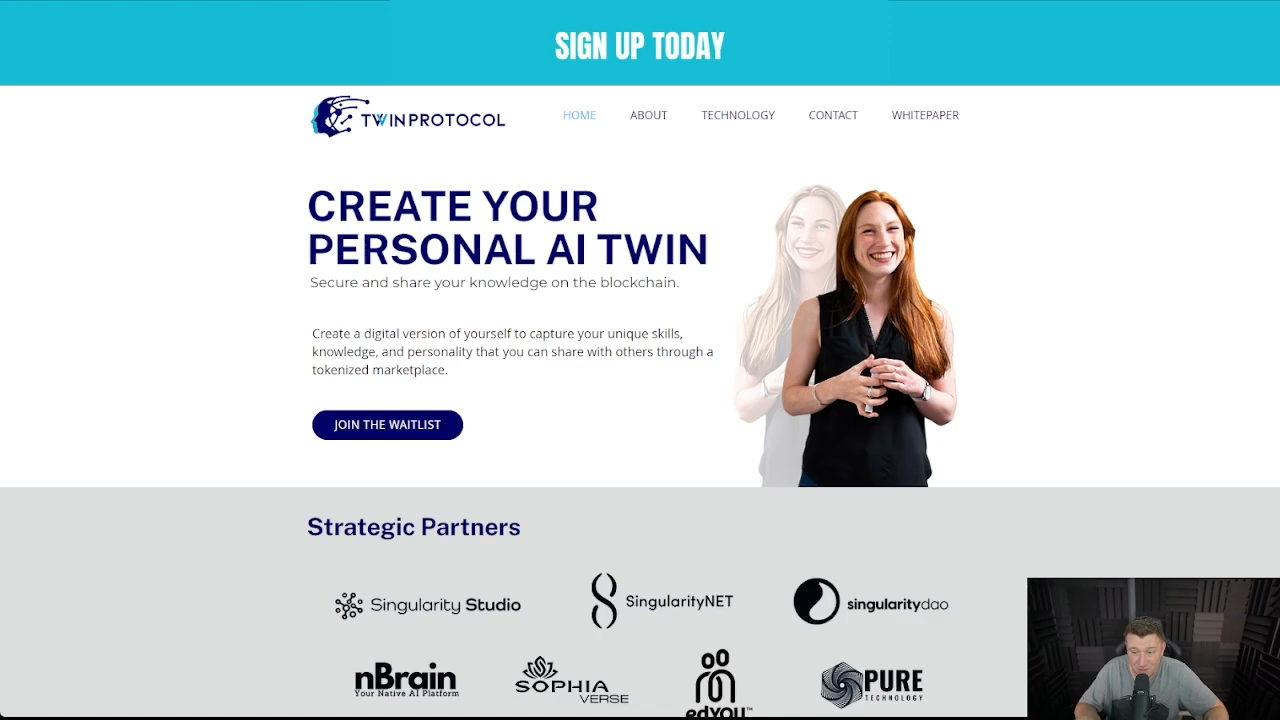 SIGN UP TODAY
TWINPROTOCOL
HOME
ABOUT
TECHNOLOGY
CONTACT
WHITEPAPER
CREATE YOUR
PERSONAL AI TWIN
Secure and share your knowledge on the blockchain.
Create a digital version of yourself to capture your unique skills,
knowledge, and personality that you can share with others through a
tokenized marketplace.
JOIN THE WAITLIST
Strategic Partners
Singularity Studio
SingularityNET
singularitydao
nBrain
Your Native AI Platform
SOPHIA
VERSE
edYOU™
PURE
TECHNOLOGY